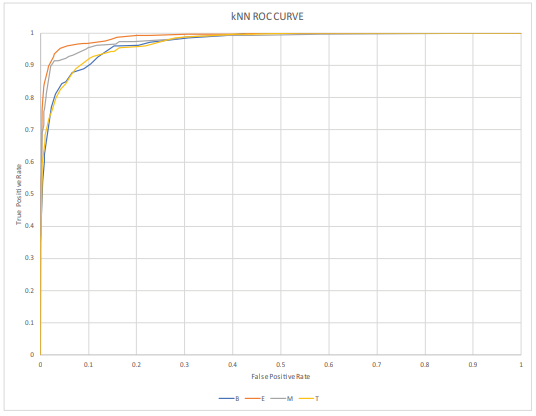 kNN ROC CURVE
1
0.9
0.8
0.7
0.6
0.5
0.4
0.3
0.2
0.1
0
True Positive Rate
0 0.1 0.2 0.3 0.4 0.5 0.6 0.7 0.8 0.9 1
False Positive Rate
B E M T